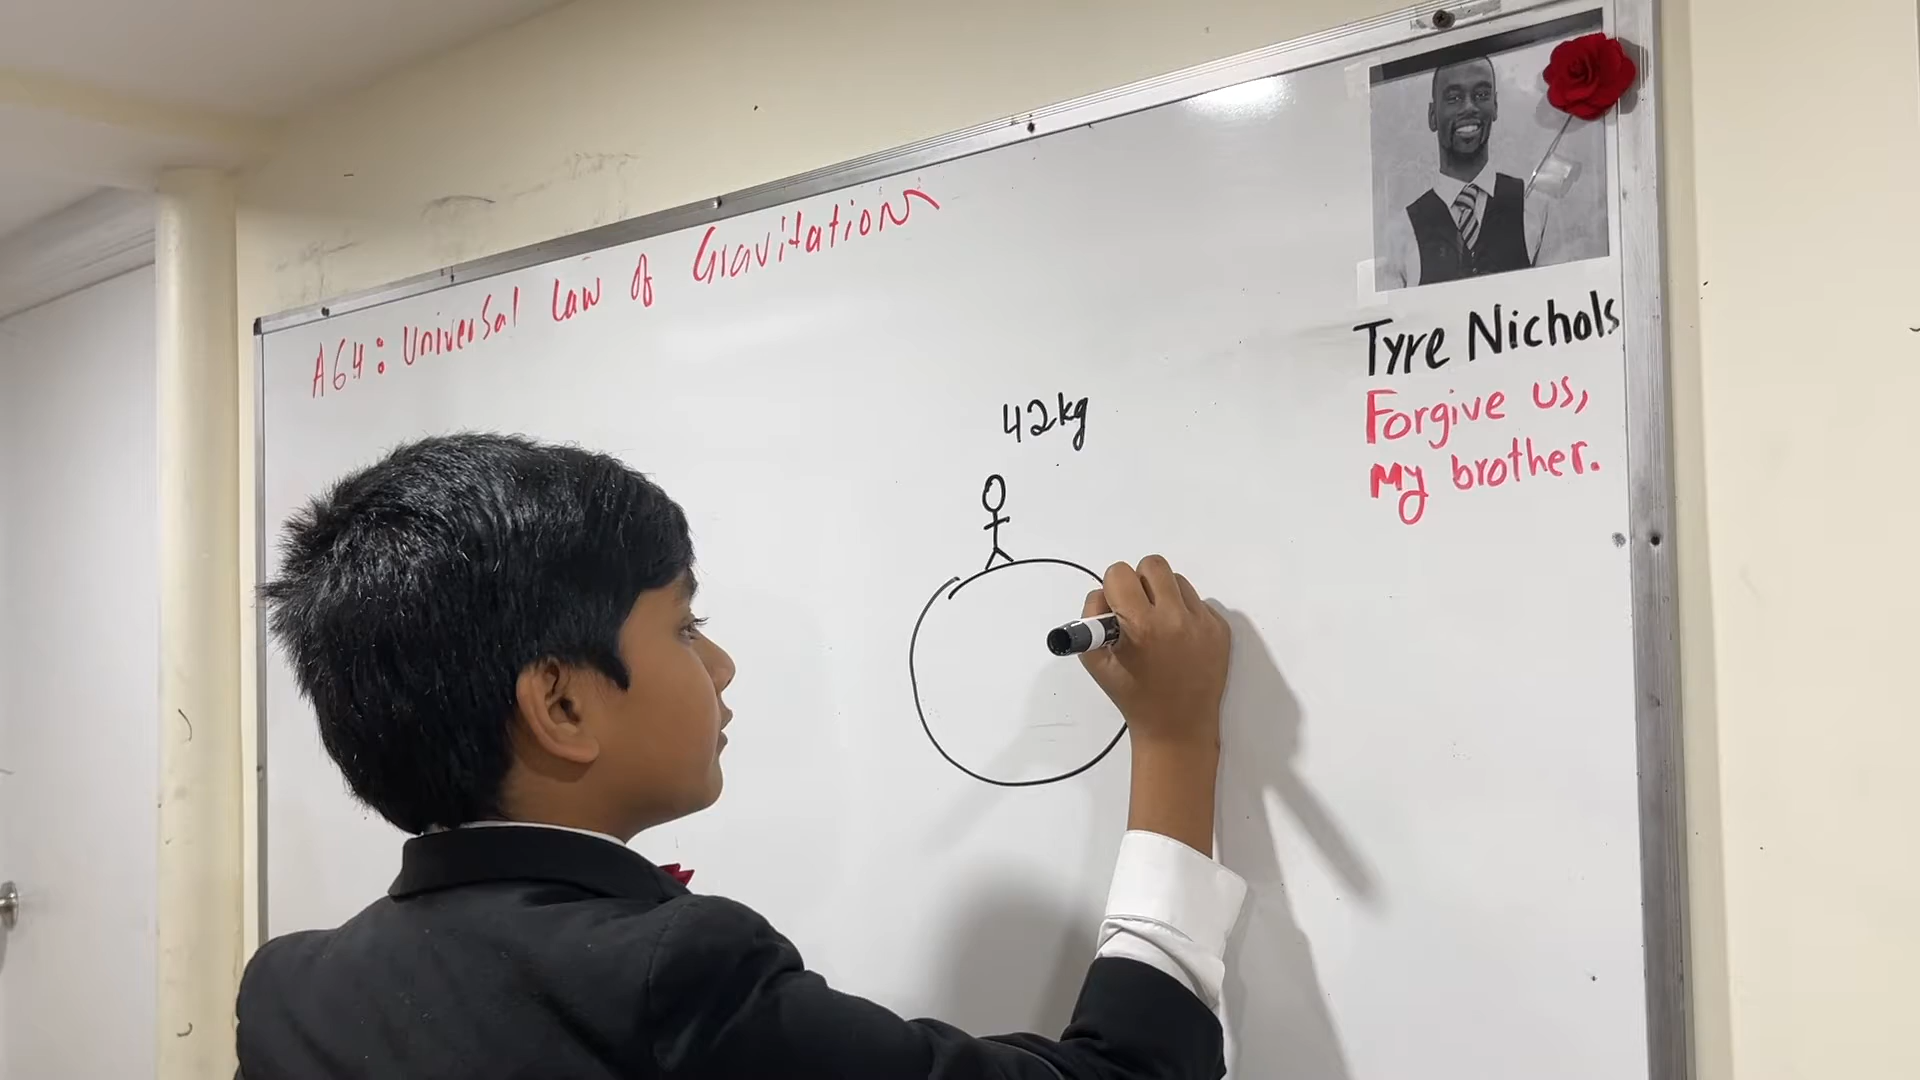 A64: Universal Law of Gravitation
42kg
Tyre Nichols
Forgive us,
My brother.